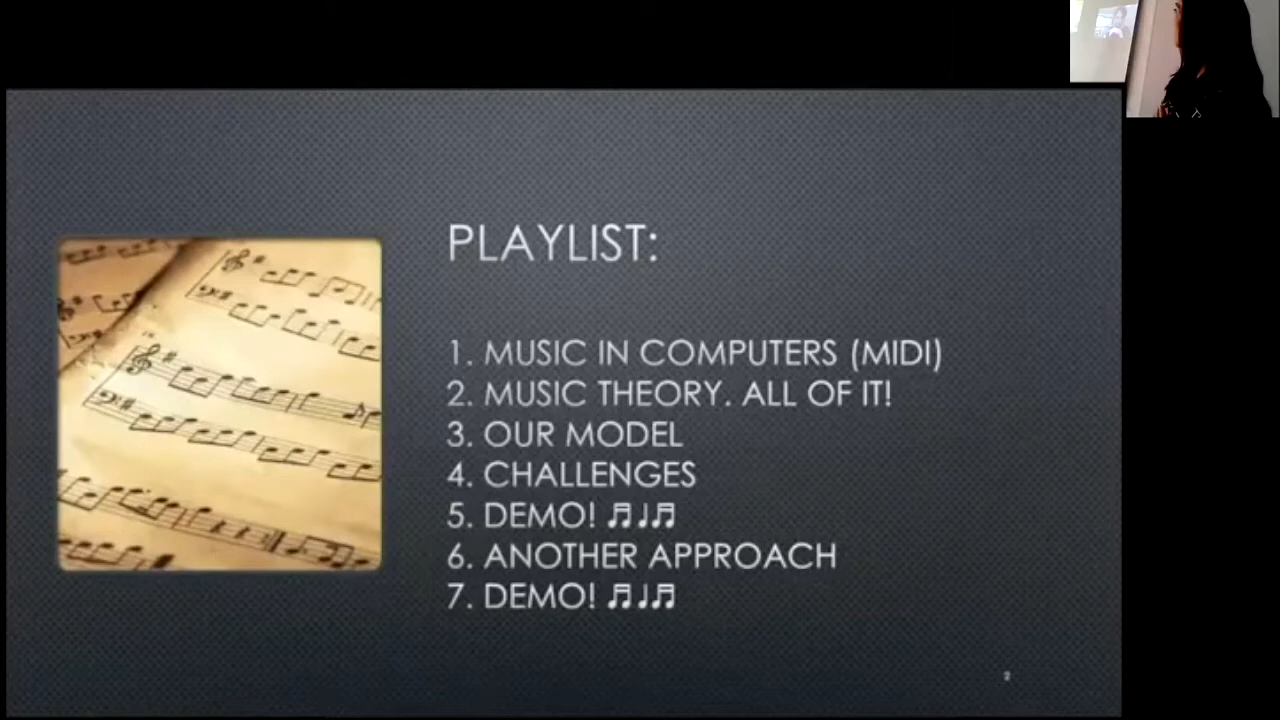 PLAYLIST:
1. MUSIC IN COMPUTERS (MIDI)
2. MUSIC THEORY. ALL OF IT!
3. OUR MODEL
4. CHALLENGES
5. DEMO! ♬♩♬
6. ANOTHER APPROACH
7. DEMO! ♬♩♬
2